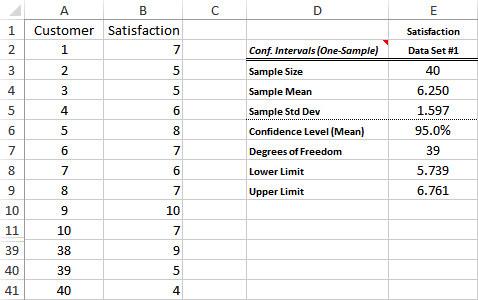 A B C D E
1 Customer Satisfaction Satisfaction
2 1 7 Conf. Intervals (One-Sample) Data Set #1
3 2 5 Sample Size 40
4 3 5 Sample Mean 6.250
5 4 6 Sample Std Dev 1.597
6 5 8 Confidence Level (Mean) 95.0%
7 6 7 Degrees of Freedom 39
8 7 6 Lower Limit 5.739
9 8 7 Upper Limit 6.761
10 9 10
11 10 7
39 38 9
40 39 5
41 40 4